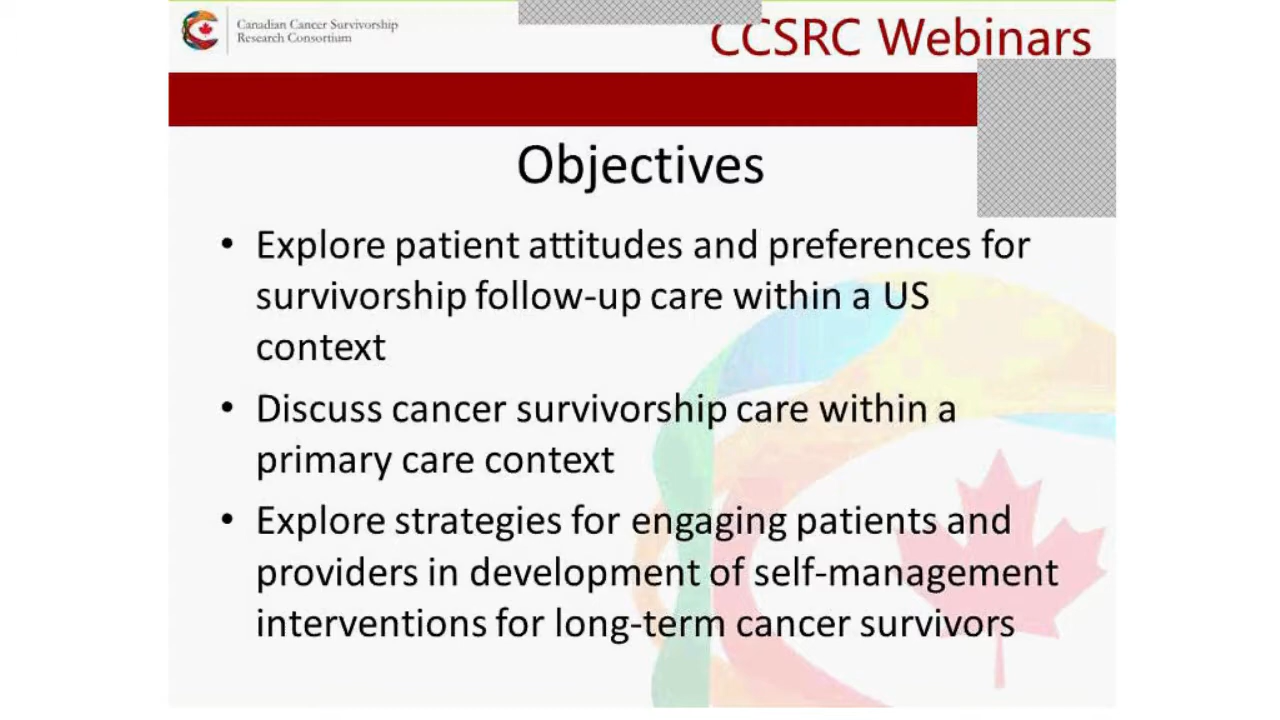 Canadian Cancer Survivorship
Research Consortium
CCSRC Webinars
Objectives
• Explore patient attitudes and preferences for
survivorship follow-up care within a US
context
• Discuss cancer survivorship care within a
primary care context
• Explore strategies for engaging patients and
providers in development of self-management
interventions for long-term cancer survivors